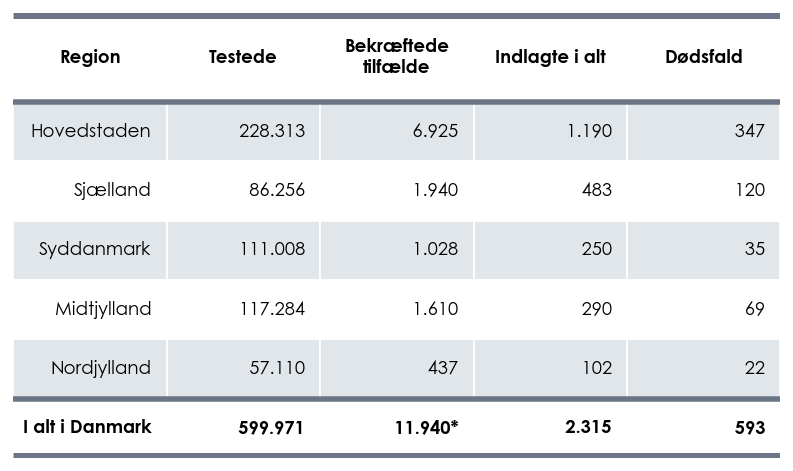 Region Testede Bekræftede tilfælde Indlagte i alt Dødsfald
Hovedstaden 228.313 6.925 1.190 347
Sjælland 86.256 1.940 483 120
Syddanmark 111.008 1.028 250 35
Midtjylland 117.284 1.610 290 69
Nordjylland 57.110 437 102 22
I alt i Danmark 599.971 11.940* 2.315 593